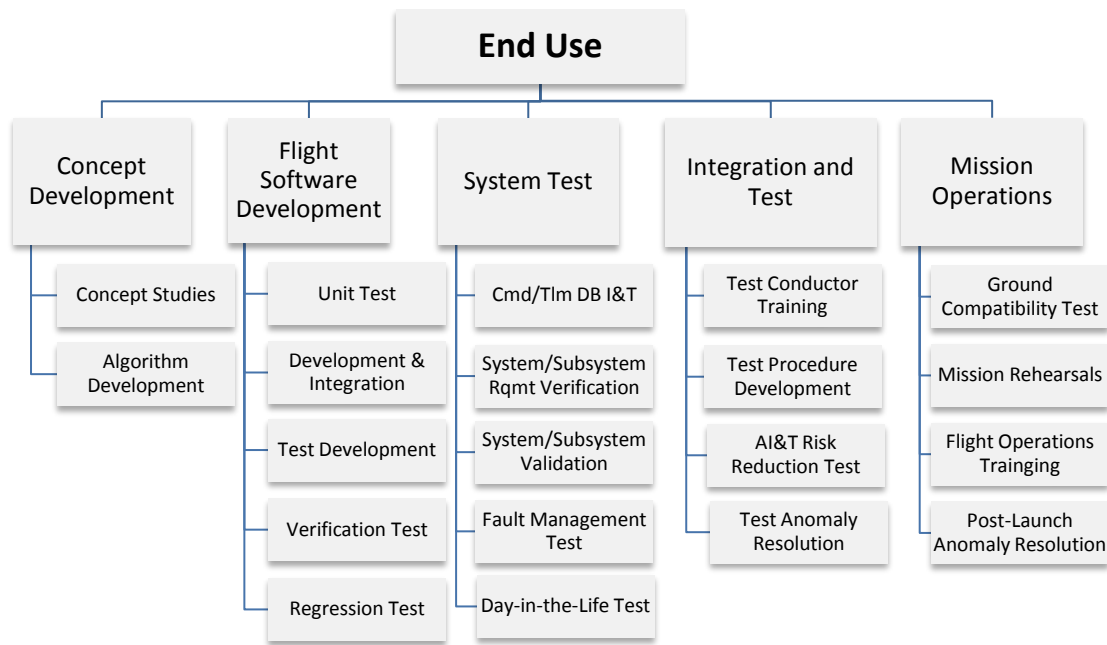 End Use
Concept
Development
Concept Studies
Algorithm
Development
Flight
Software
Development
Unit Test
Development &
Integration
Test Development
Verification Test
Regression Test
System Test
Cmd/Tlm DB I&T
System/Subsystem
Rqmt Verification
System/Subsystem
Validation
Fault Management
Test
Day-in-the-Life Test
Integration and
Test
Test Conductor
Training
Test Procedure
Development
AI&T Risk
Reduction Test
Test Anomaly
Resolution
Mission
Operations
Ground
Compatibility Test
Mission Rehearsals
Flight Operations
Trainging
Post-Launch
Anomaly Resolution